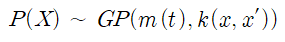 P(X) ~ GP(m(t), k(x, x′))